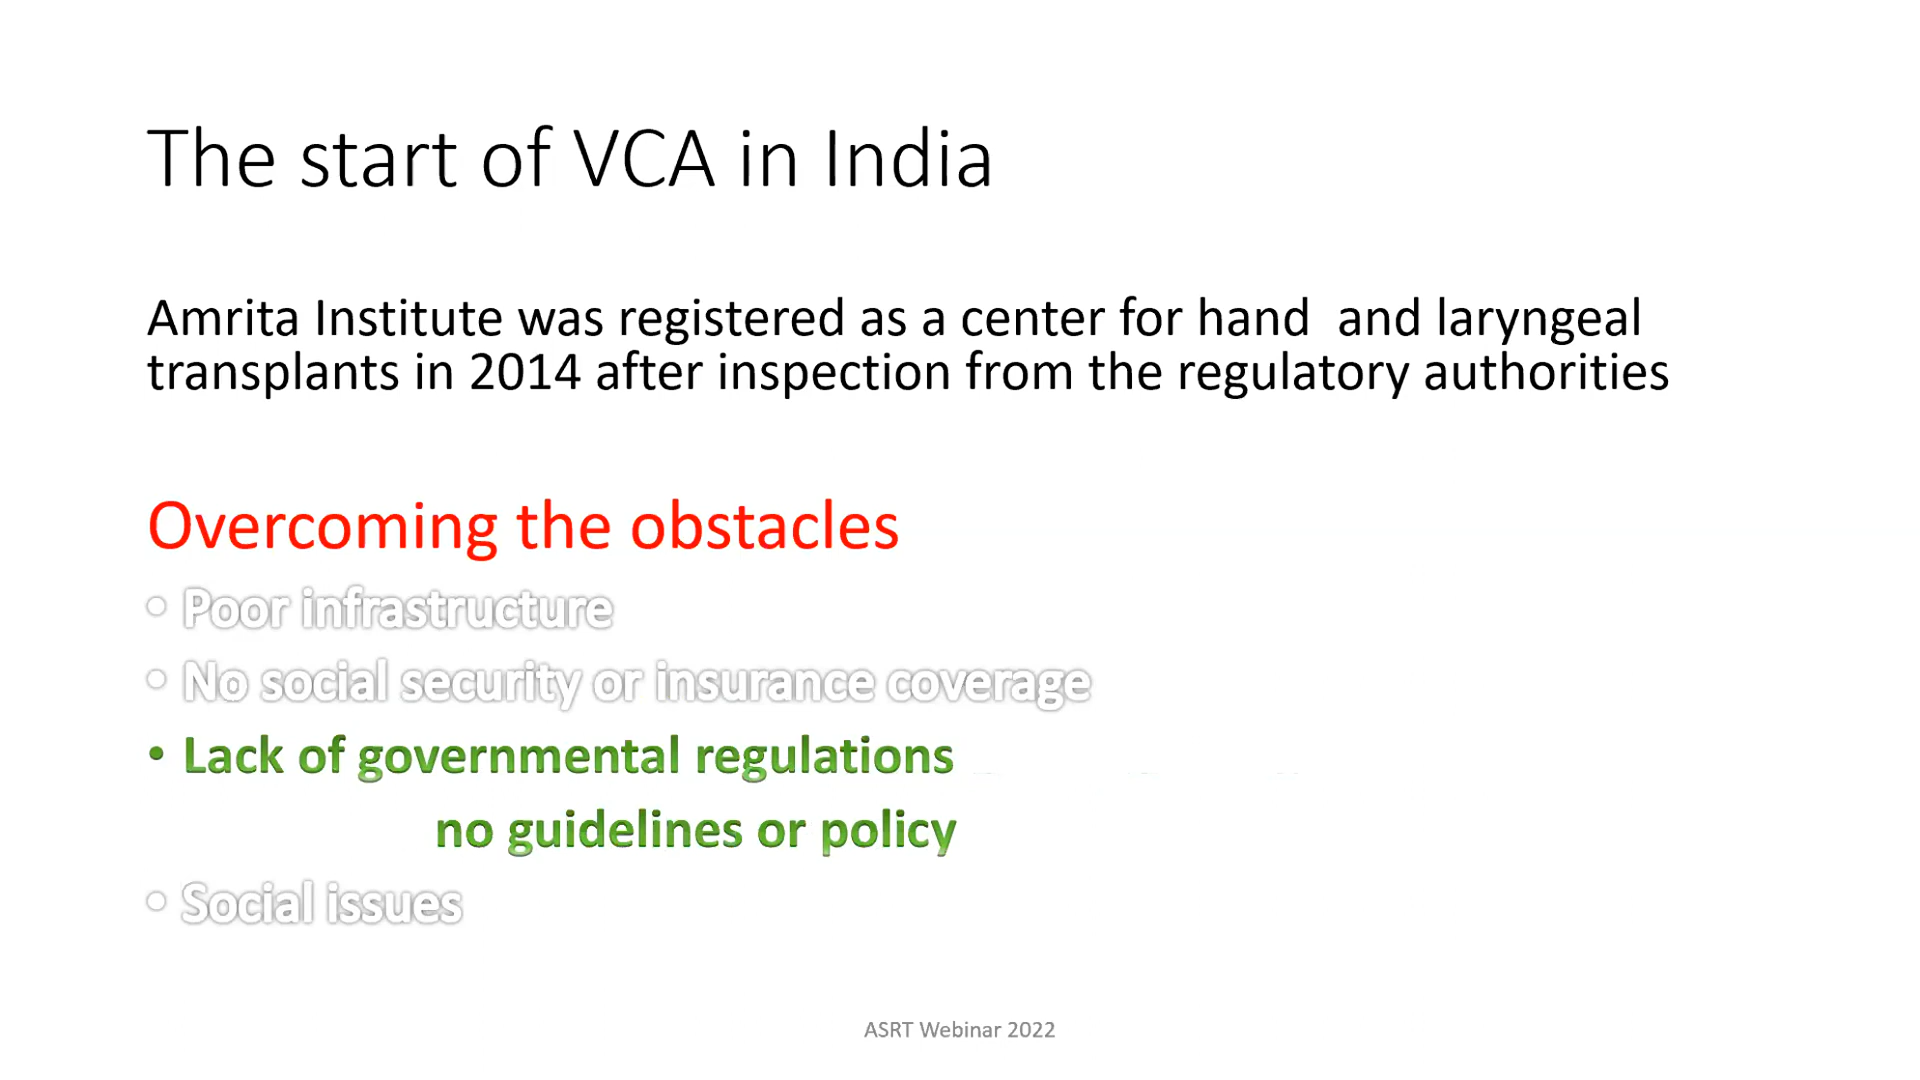 The start of VCA in India
Amrita Institute was registered as a center for hand  and laryngeal
transplants in 2014 after inspection from the regulatory authorities
Overcoming the obstacles
• Poor infrastructure
• No social security or insurance coverage
• Lack of governmental regulations
no guidelines or policy
• Social issues
ASRT Webinar 2022